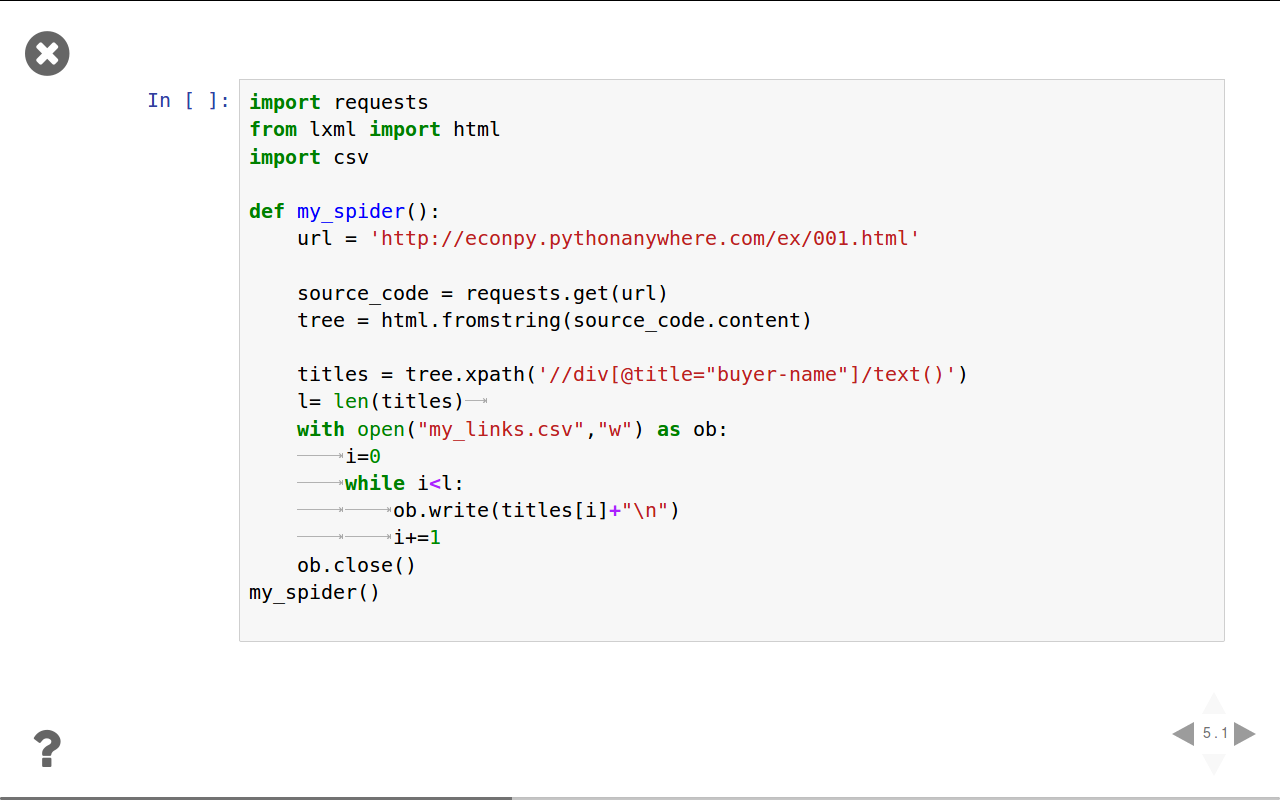 In [ ]:
import requests
from lxml import html
import csv
def my_spider():
    url = 'http://econpy.pythonanywhere.com/ex/001.html'
    source_code = requests.get(url)
    tree = html.fromstring(source_code.content)
    titles = tree.xpath('//div[@title="buyer-name"]/text()')
    l= len(titles)
    with open("my_links.csv","w") as ob:
        i=0
        while i<l:
            ob.write(titles[i]+"\n")
            i+=1
    ob.close()
my_spider()
?
5.1